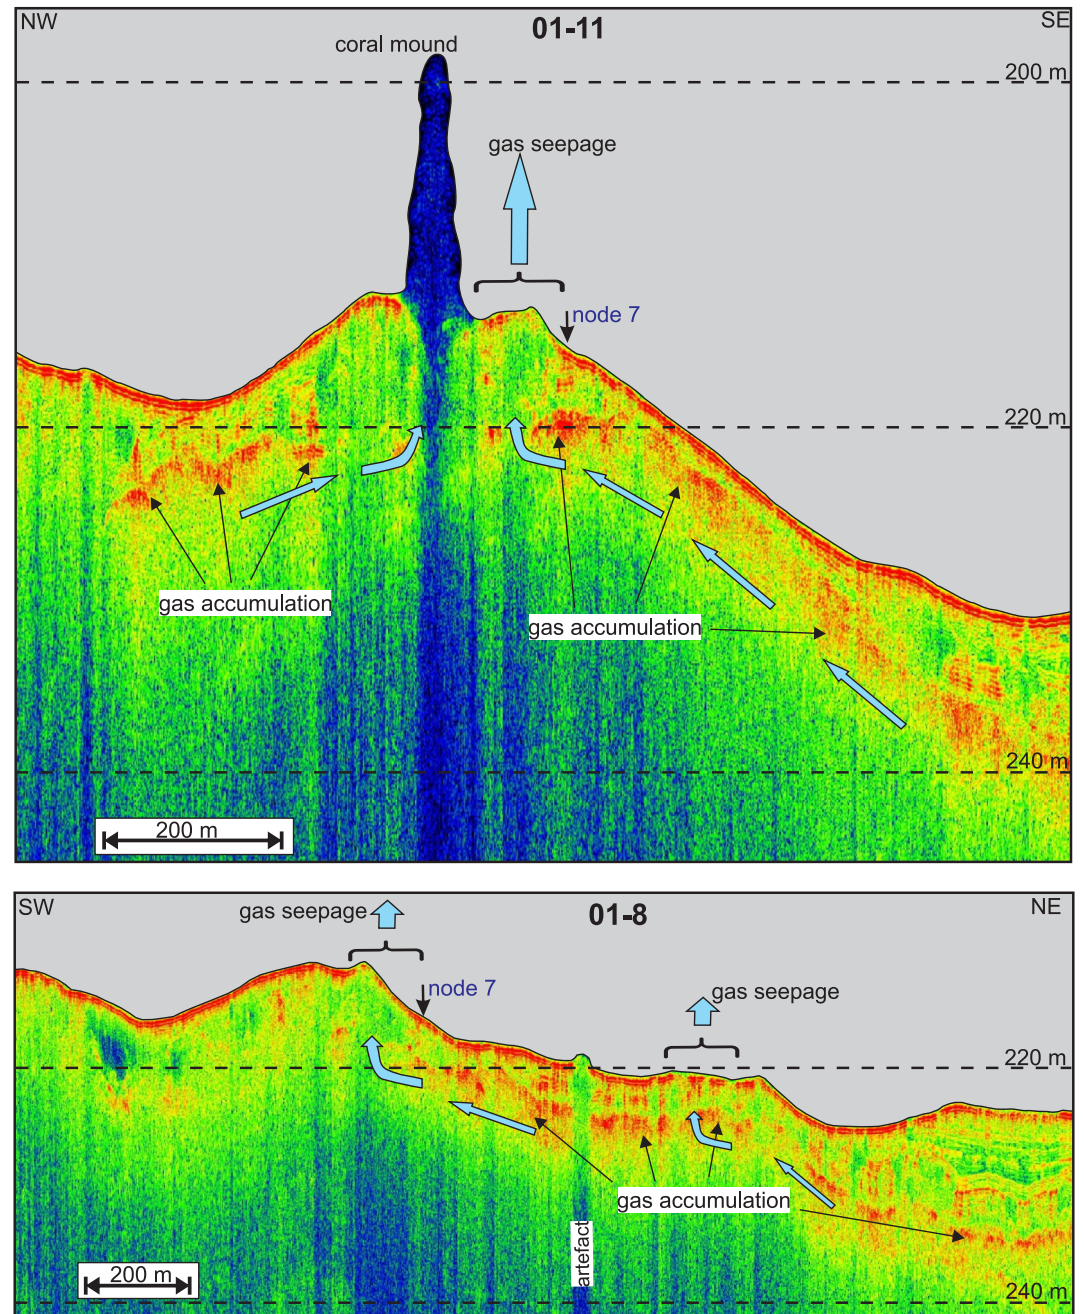 NW
01-11
SE
coral mound
200 m
gas seepage
node 7
220 m
gas accumulation
gas accumulation
240 m
200 m
SW
gas seepage
01-8
NE
node 7
gas seepage
220 m
gas accumulation
artefact
200 m
240 m